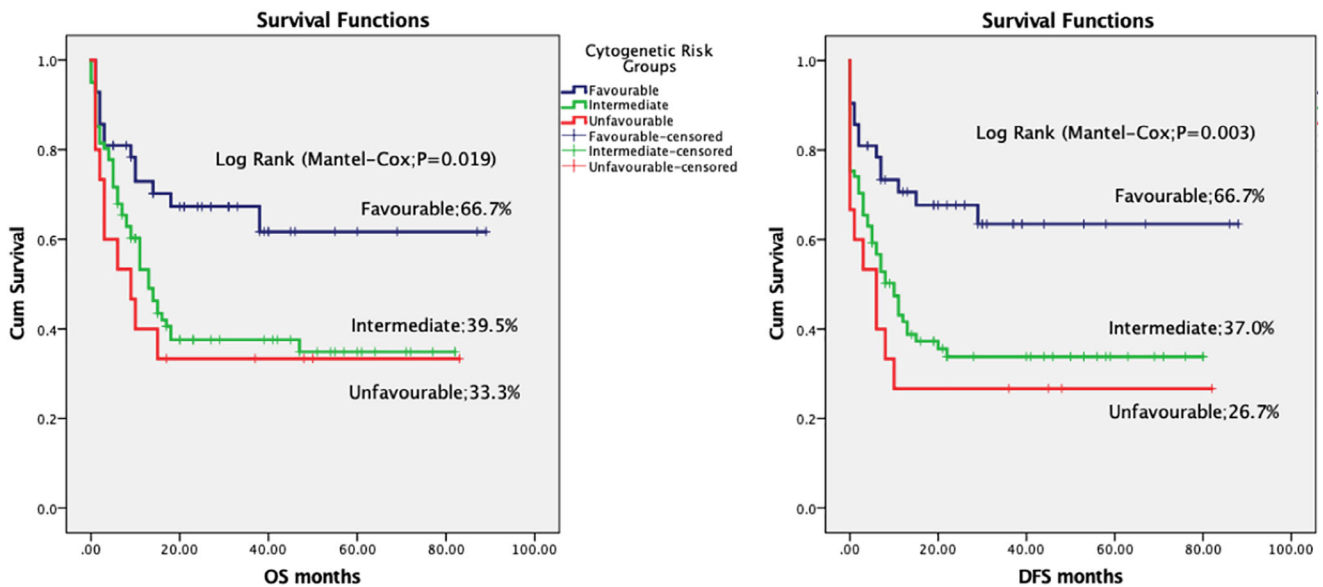 Survival Functions
1.0
0.8
0.6
0.4
0.2
0.0
Cum Survival
.00 20.00 40.00 60.00 80.00 100.00
OS months
Log Rank (Mantel-Cox;P=0.019)
Favourable;66.7%
Intermediate;39.5%
Unfavourable;33.3%
Cytogenetic Risk
Groups
Favourable
Intermediate
Unfavourable
Favourable-censored
Intermediate-censored
Unfavourable-censored
Survival Functions
1.0
0.8
0.6
0.4
0.2
0.0
Cum Survival
.00 20.00 40.00 60.00 80.00 100.00
DFS months
Log Rank (Mantel-Cox;P=0.003)
Favourable;66.7%
Intermediate;37.0%
Unfavourable;26.7%